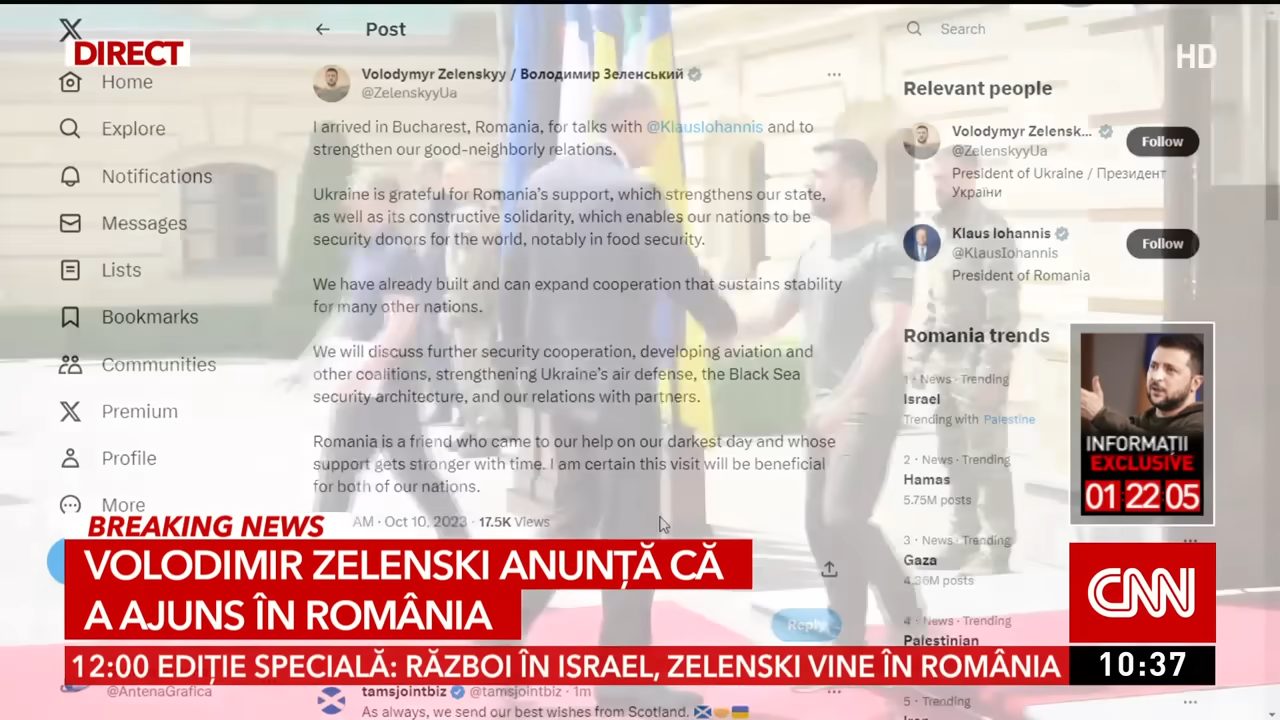 DIRECT
HD
Home
Explore
Notifications
Messages
Lists
Bookmarks
Communities
Premium
Profile
More
Post
Volodymyr Zelenskyy / Володимир Зеленський
@ZelenskyyUa
I arrived in Bucharest, Romania, for talks with @KlausIohannis and to
strengthen our good-neighborly relations.
Ukraine is grateful for Romania's support, which strengthens our state,
as well as its constructive solidarity, which enables our nations to be
security donors for the world, notably in food security.
We have already built and can expand cooperation that sustains stability
for many other nations.
We will discuss further security cooperation, developing aviation and
other coalitions, strengthening Ukraine's air defense, the Black Sea
security architecture, and our relations with partners.
Romania is a friend who came to our help on our darkest day and whose
support gets stronger with time. I am certain this visit will be beneficial
for both of our nations.
AM · Oct 10, 2023 · 17.5K Views
Reply
Search
Relevant people
Volodymyr Zelensk...
@ZelenskyyUa
Follow
President of Ukraine / Президент
України
Klaus Iohannis
@KlausIohannis
Follow
President of Romania
Romania trends
1 · News · Trending
Israel
Trending with Palestine
2 · News · Trending
Hamas
5.75M posts
3 · News · Trending
Gaza
4.36M posts
4 · News · Trending
Palestinian
5 · Trending
INFORMAȚII
EXCLUSIVE
01 22 05
BREAKING NEWS
VOLODIMIR ZELENSKI ANUNȚĂ CĂ
A AJUNS ÎN ROMÂNIA
12:00 EDIȚIE SPECIALĂ: RĂZBOI ÎN ISRAEL, ZELENSKI VINE ÎN ROMÂNIA
CNN
10:37
@AntenaGrafica
tamsjointbiz @tamsjointbiz · 1m
As always, we send our best wishes from Scotland.